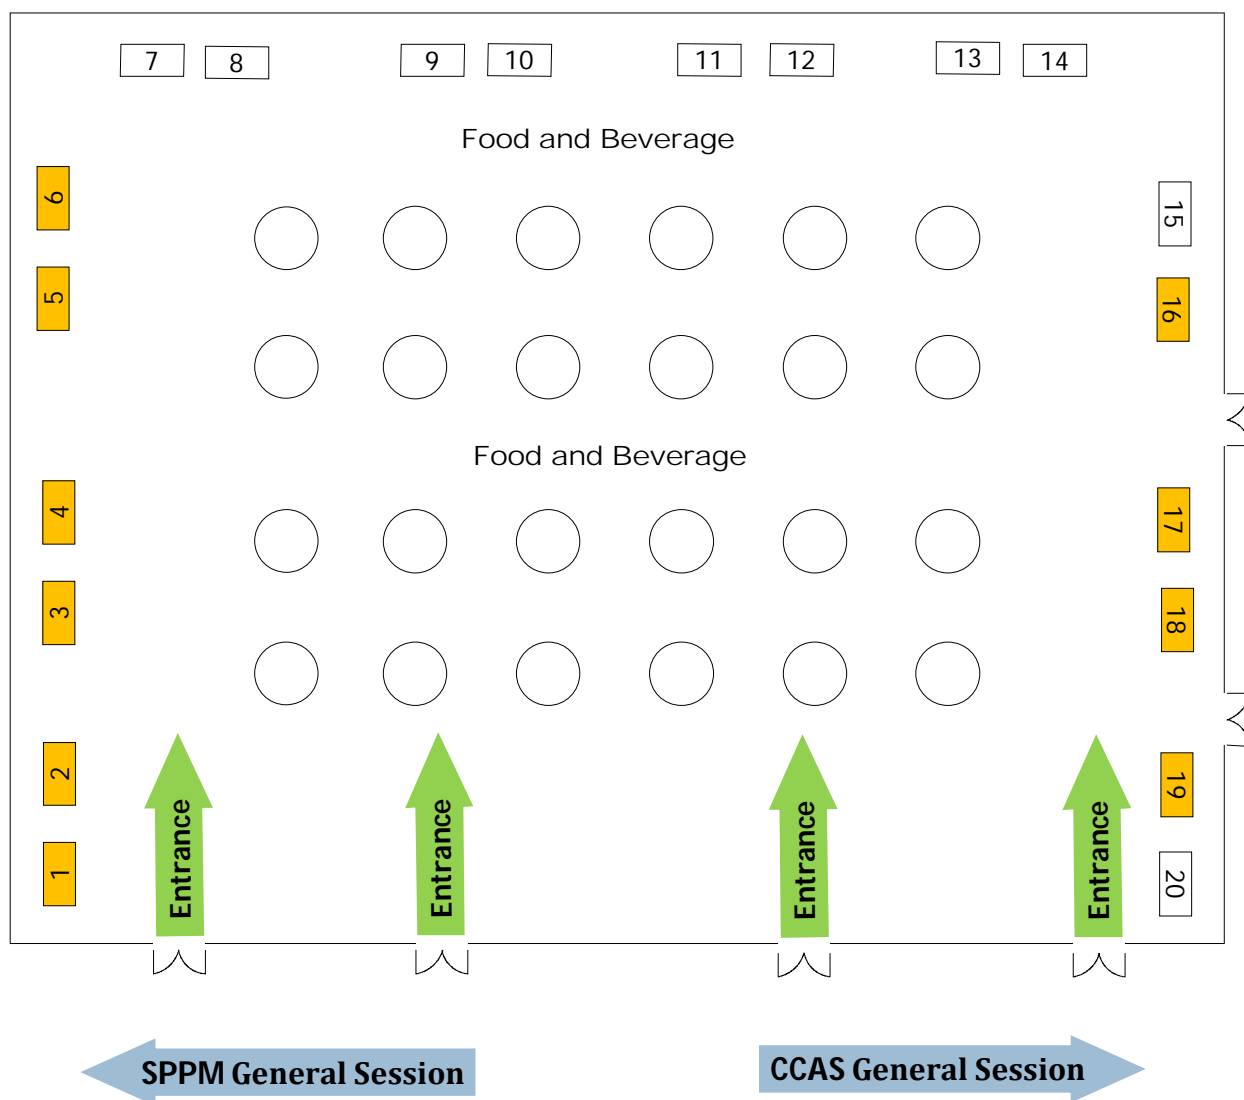 7 8 9 10 11 12 13 14
Food and Beverage
6
15
5
16
Food and Beverage
4
17
3
18
2
19
1
20
Entrance
Entrance
Entrance
Entrance
SPPM General Session
CCAS General Session